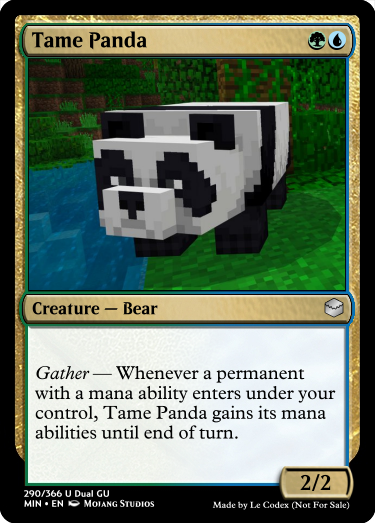 Tame Panda
Creature — Bear
Gather — Whenever a permanent
with a mana ability enters under your
control, Tame Panda gains its mana
abilities until end of turn.
2/2
290/366 U Dual GU
MIN • EN Mojang Studios
Made by Le Codex (Not For Sale)